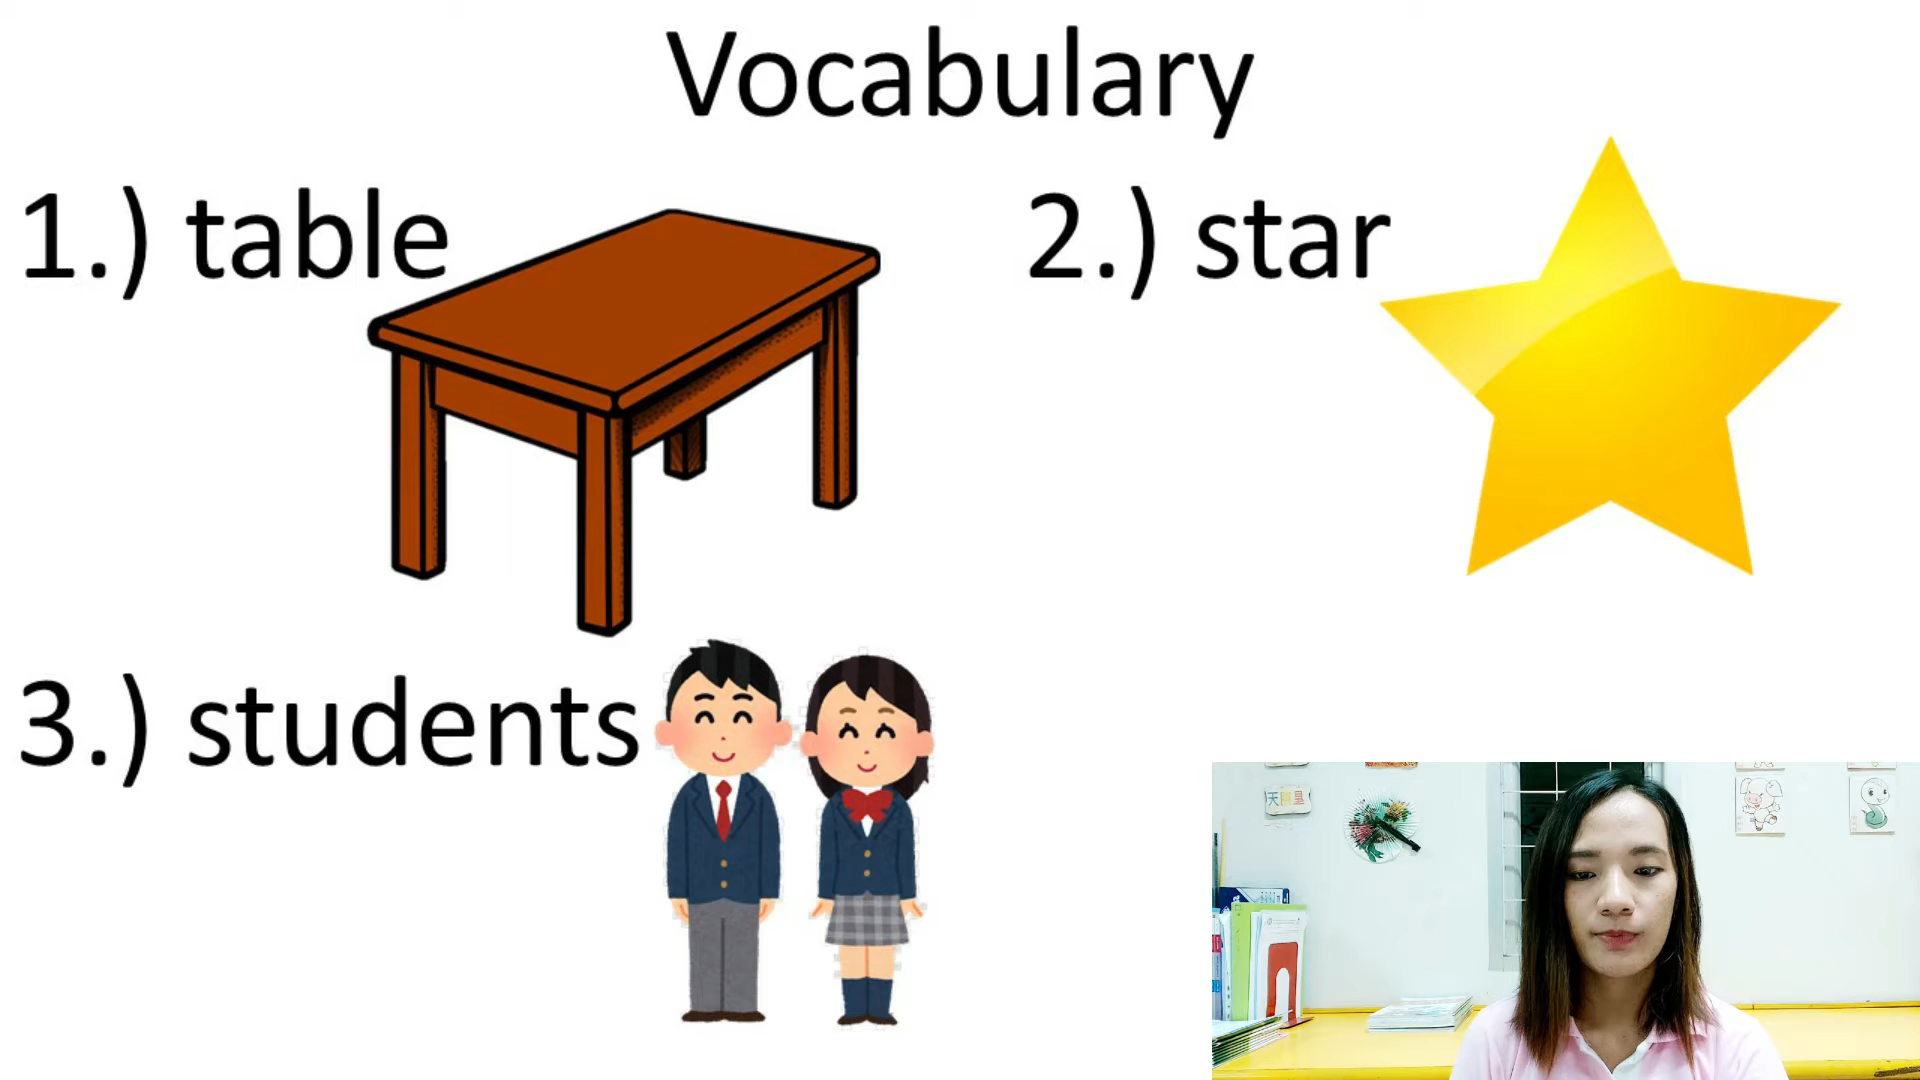 Vocabulary
1.) table
2.) star
3.) students